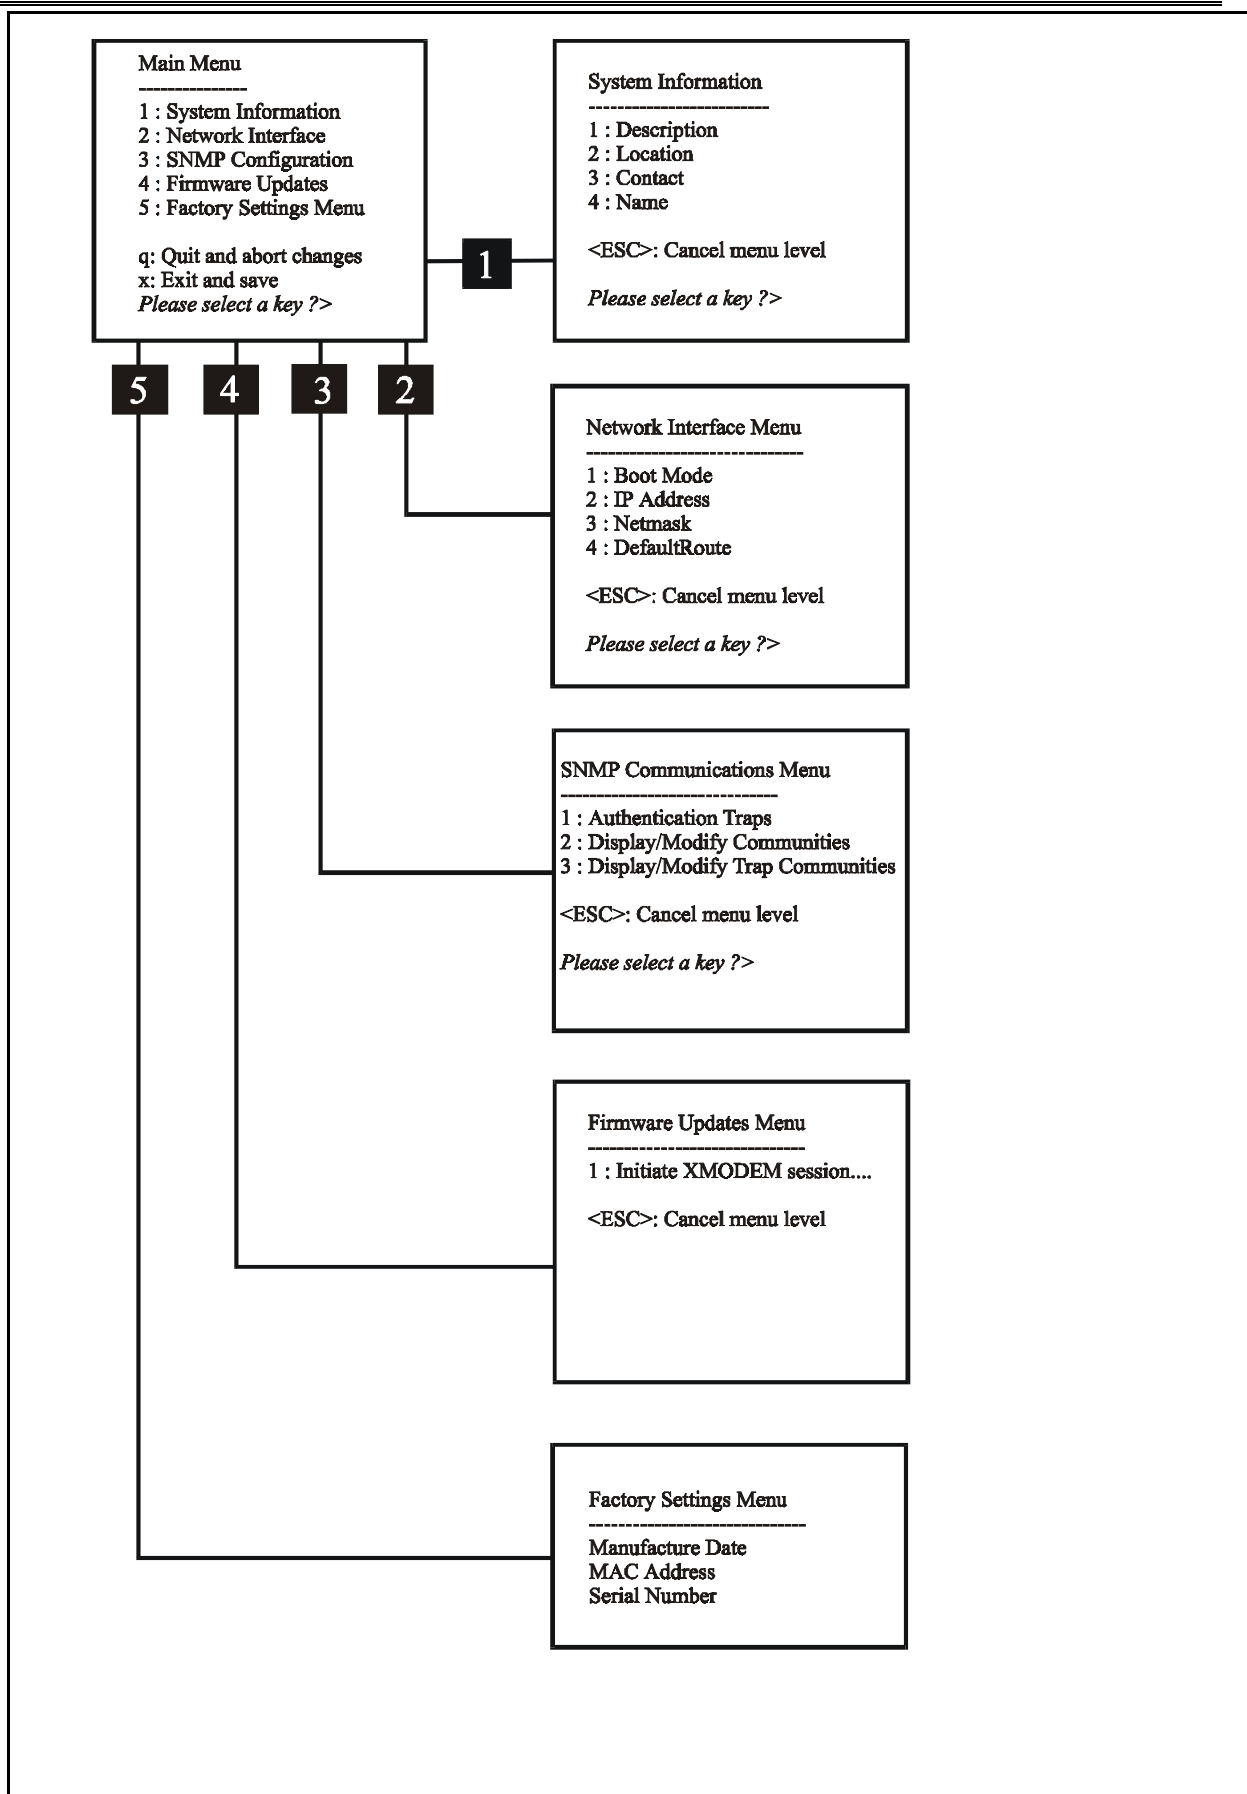 Main Menu
---------------
1 : System Information
2 : Network Interface
3 : SNMP Configuration
4 : Firmware Updates
5 : Factory Settings Menu
q: Quit and abort changes
x: Exit and save
Please select a key ?>
1
System Information
-------------------------
1 : Description
2 : Location
3 : Contact
4 : Name
<ESC>: Cancel menu level
Please select a key ?>
5 4 3 2
Network Interface Menu
------------------------------
1 : Boot Mode
2 : IP Address
3 : Netmask
4 : DefaultRoute
<ESC>: Cancel menu level
Please select a key ?>
SNMP Communications Menu
------------------------------
1 : Authentication Traps
2 : Display/Modify Communities
3 : Display/Modify Trap Communities
<ESC>: Cancel menu level
Please select a key ?>
Firmware Updates Menu
------------------------------
1 : Initiate XMODEM session....
<ESC>: Cancel menu level
Factory Settings Menu
------------------------------
Manufacture Date
MAC Address
Serial Number